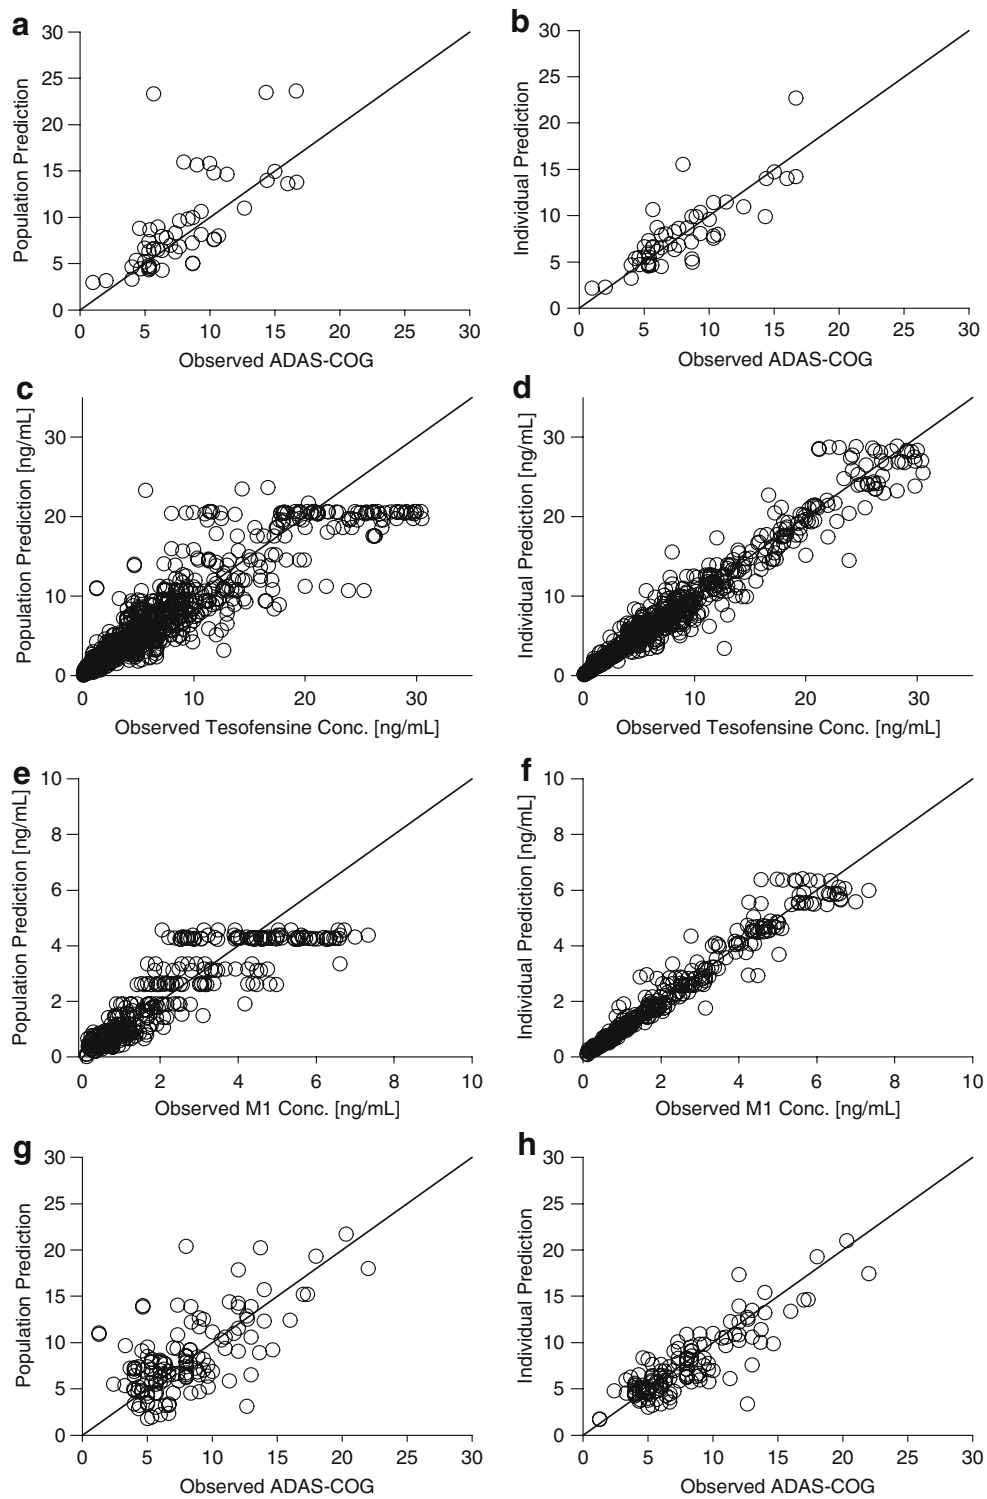 a
30
25
20
15
10
5
0
Population Prediction
0 5 10 15 20 25 30
Observed ADAS-COG
b
30
25
20
15
10
5
0
Individual Prediction
0 5 10 15 20 25 30
Observed ADAS-COG
c
30
20
10
0
Population Prediction [ng/mL]
0 10 20 30
Observed Tesofensine Conc. [ng/mL]
d
30
20
10
0
Individual Prediction [ng/mL]
0 10 20 30
Observed Tesofensine Conc. [ng/mL]
e
10
8
6
4
2
0
Population Prediction [ng/mL]
0 2 4 6 8 10
Observed M1 Conc. [ng/mL]
f
10
8
6
4
2
0
Individual Prediction [ng/mL]
0 2 4 6 8 10
Observed M1 Conc. [ng/mL]
g
30
25
20
15
10
5
0
Population Prediction
0 5 10 15 20 25 30
Observed ADAS-COG
h
30
25
20
15
10
5
0
Individual Prediction
0 5 10 15 20 25 30
Observed ADAS-COG